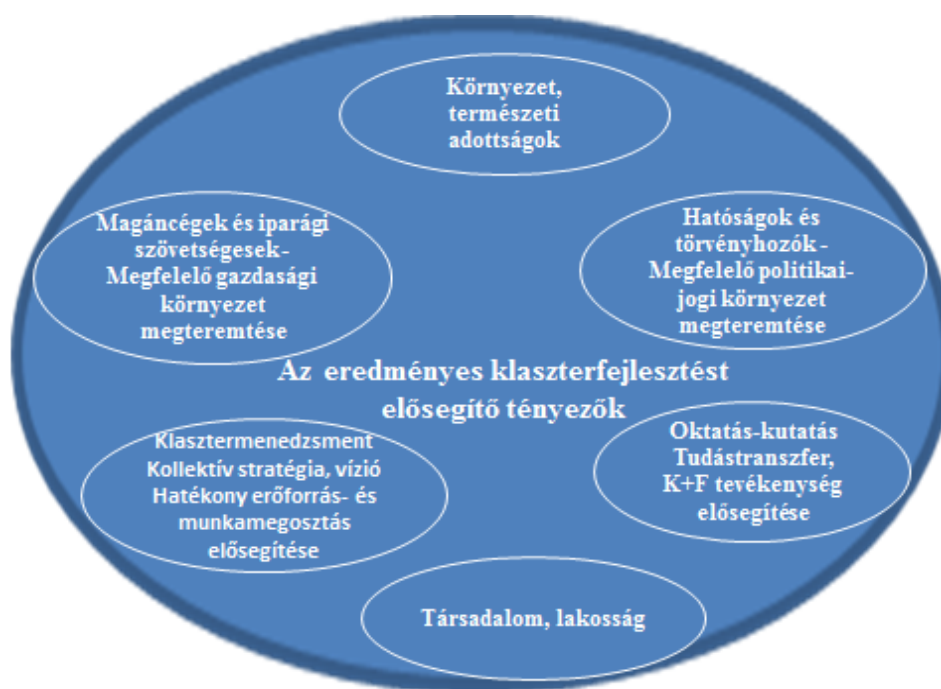 Környezet,
természeti
adottságok
Magáncégek és iparági
szövetségesek-
Megfelelő gazdasági
környezet
megteremtése
Hatóságok és
törvényhozók -
Megfelelő politikai-
jogi környezet
megteremtése
Az eredményes klaszterfejlesztést
elősegítő tényezők
Klasztermenedzsment
Kollektív stratégia, vízió
Hatékony erőforrás- és
munkamegosztás
elősegítése
Oktatás-kutatás
Tudástranszfer,
K+F tevékenység
elősegítése
Társadalom, lakosság